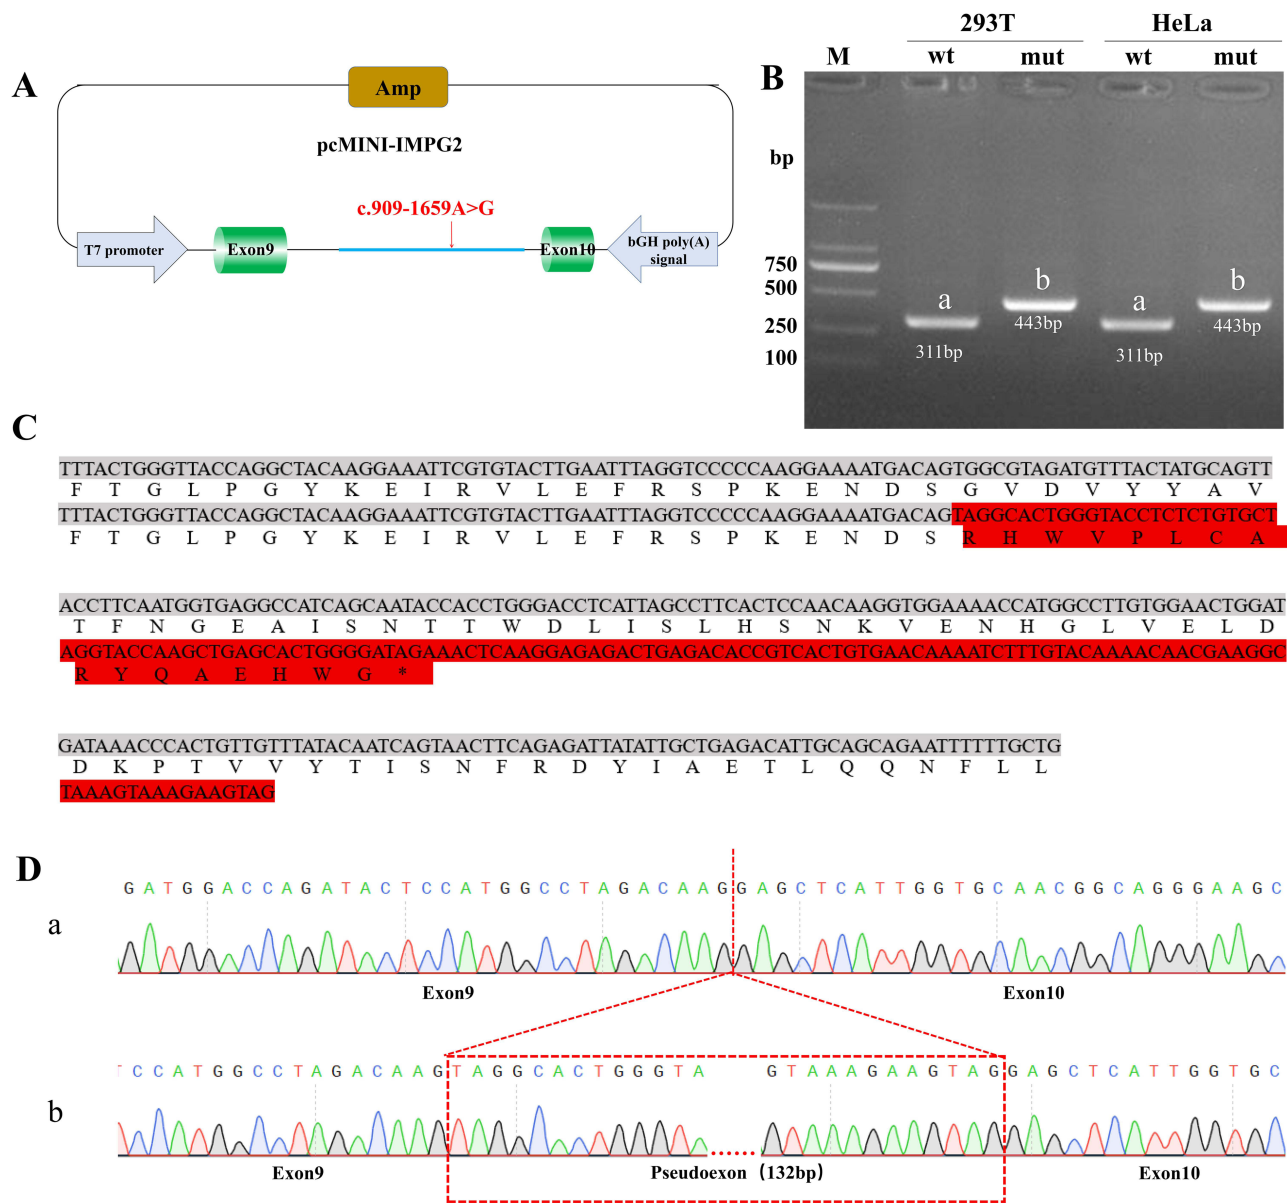 A
Amp
pcMINI-IMPG2
c.909-1659A>G
T7 promoter
Exon9
Exon10
bGH poly(A)
signal
B
293T
HeLa
M
wt
mut
wt
mut
bp
750
500
250
100
a
311bp
b
443bp
a
311bp
b
443bp
C
TTTACTGGGTTACCAGGCTACAAGGAAATTCGTGTACTTGAATTTAGGTCCCCCAAGGAAAATGACAGTGGCGTAGATGTTTACTATGCAGTT
F T G L P G Y K E I R V L E F R S P K E N D S G V D V Y Y A V
TTTACTGGGTTACCAGGCTACAAGGAAATTCGTGTACTTGAATTTAGGTCCCCCAAGGAAAATGACAGTAGGCACTGGGTACCTCTCTGTGCT
F T G L P G Y K E I R V L E F R S P K E N D S R H W V P L C A
ACCTTCAATGGTGAGGCCATCAGCAATACCACCTGGGACCTCATTAGCCTTCACTCCAACAAGGTGGAAAACCATGGCCTTGTGGAACTGGAT
T F N G E A I S N T T W D L I S L H S N K V E N H G L V E L D
AGGTACCAAGCTGAGCACTGGGGATAGAAACTCAAGGAGAGACTGAGACACCGTCACTGTGAACAAAATCTTTGTACAAAACAACGAAGGC
R Y Q A E H W G *
GATAAACCCACTGTTGTTTATACAATCAGTAACTTCAGAGATTATATTGCTGAGACATTGCAGCAGAATTTTTTGCTG
D K P T V V Y T I S N F R D Y I A E T L Q Q N F L L
TAAAGTAAAGAAGTAG
D
a
GATGGACCAGATACTCCATGGCCTAGACAAGGAGCTCATTGGTGCAACGGCAGGGAAGC
Exon9
Exon10
b
TCCATGGCCTAGACAAGTAGGCACTGGGTA
GTAAAGAAGTAGGAGCTCATTGGTGC
Exon9
Pseudoexon (132bp)
Exon10